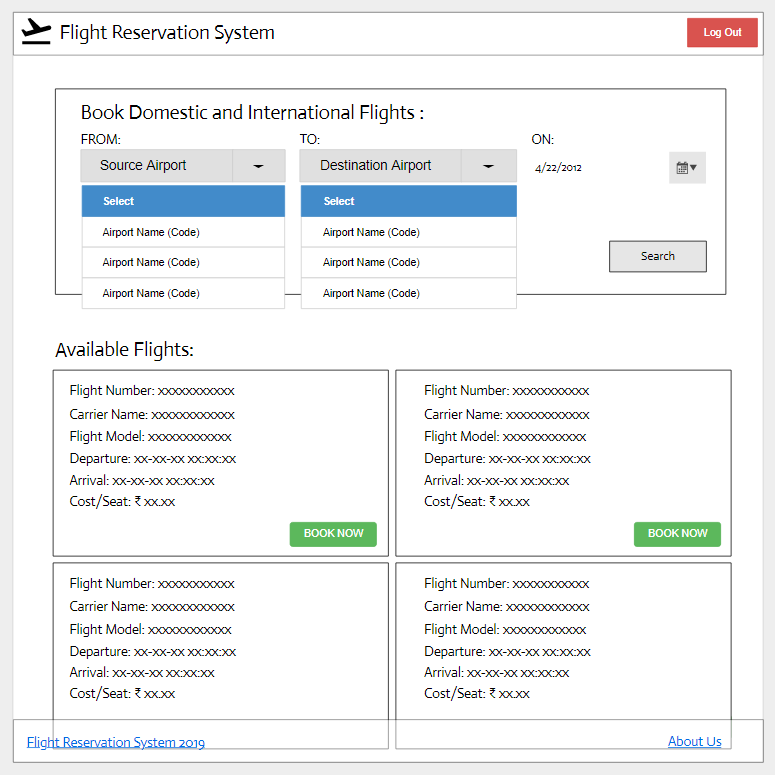 Flight Reservation System
Log Out
Book Domestic and International Flights :
FROM:
TO:
ON:
Source Airport
Destination Airport
4/22/2012
Select
Select
Airport Name (Code)
Airport Name (Code)
Airport Name (Code)
Airport Name (Code)
Airport Name (Code)
Airport Name (Code)
Search
Available Flights:
Flight Number: xxxxxxxxxxx
Carrier Name: xxxxxxxxxxxx
Flight Model: xxxxxxxxxxxx
Departure: xx-xx-xx xx:xx:xx
Arrival: xx-xx-xx xx:xx:xx
Cost/Seat: ₹ xx.xx
BOOK NOW
Flight Number: xxxxxxxxxxx
Carrier Name: xxxxxxxxxxxx
Flight Model: xxxxxxxxxxxx
Departure: xx-xx-xx xx:xx:xx
Arrival: xx-xx-xx xx:xx:xx
Cost/Seat: ₹ xx.xx
BOOK NOW
Flight Number: xxxxxxxxxxx
Carrier Name: xxxxxxxxxxxx
Flight Model: xxxxxxxxxxxx
Departure: xx-xx-xx xx:xx:xx
Arrival: xx-xx-xx xx:xx:xx
Cost/Seat: ₹ xx.xx
Flight Number: xxxxxxxxxxx
Carrier Name: xxxxxxxxxxxx
Flight Model: xxxxxxxxxxxx
Departure: xx-xx-xx xx:xx:xx
Arrival: xx-xx-xx xx:xx:xx
Cost/Seat: ₹ xx.xx
Flight Reservation System 2019
About Us